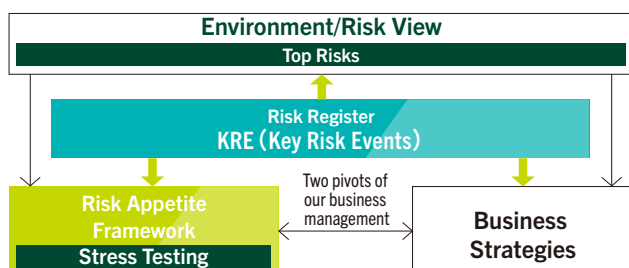 Environment/Risk View
Top Risks
Risk Register
KRE (Key Risk Events)
Risk Appetite
Framework
Stress Testing
Two pivots of
our business
management
Business
Strategies